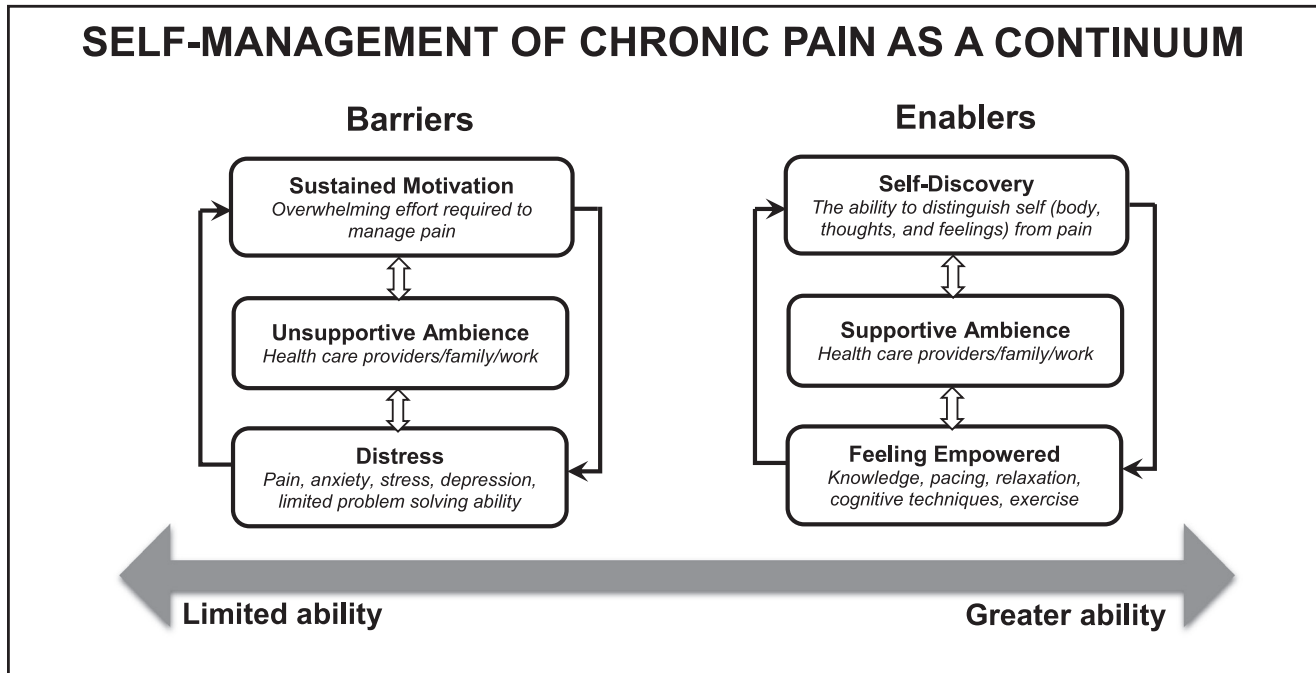 SELF-MANAGEMENT OF CHRONIC PAIN AS A CONTINUUM
Barriers
Sustained Motivation
Overwhelming effort required to
manage pain
Unsupportive Ambience
Health care providers/family/work
Distress
Pain, anxiety, stress, depression,
limited problem solving ability
Enablers
Self-Discovery
The ability to distinguish self (body,
thoughts, and feelings) from pain
Supportive Ambience
Health care providers/family/work
Feeling Empowered
Knowledge, pacing, relaxation,
cognitive techniques, exercise
Limited ability
Greater ability